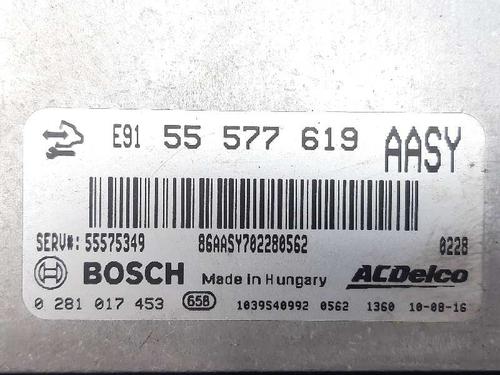 E91 55 577 619 AASY
SERV#: 55575349 86AASY702280562 0228
BOSCH Made in Hungary ACDelco
0 281 017 453 658 1039S40992 0562 1360 10-08-16